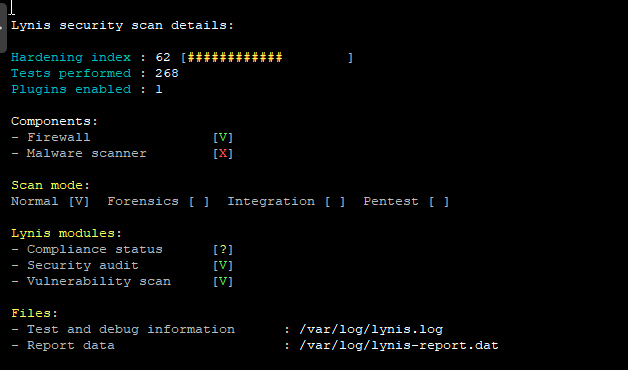 Lynis security scan details:
Hardening index : 62 [############        ]
Tests performed : 268
Plugins enabled : 1
Components:
- Firewall               [V]
- Malware scanner        [X]
Scan mode:
Normal [V]  Forensics [ ]  Integration [ ]  Pentest [ ]
Lynis modules:
- Compliance status      [?]
- Security audit         [V]
- Vulnerability scan     [V]
Files:
- Test and debug information      : /var/log/lynis.log
- Report data                     : /var/log/lynis-report.dat